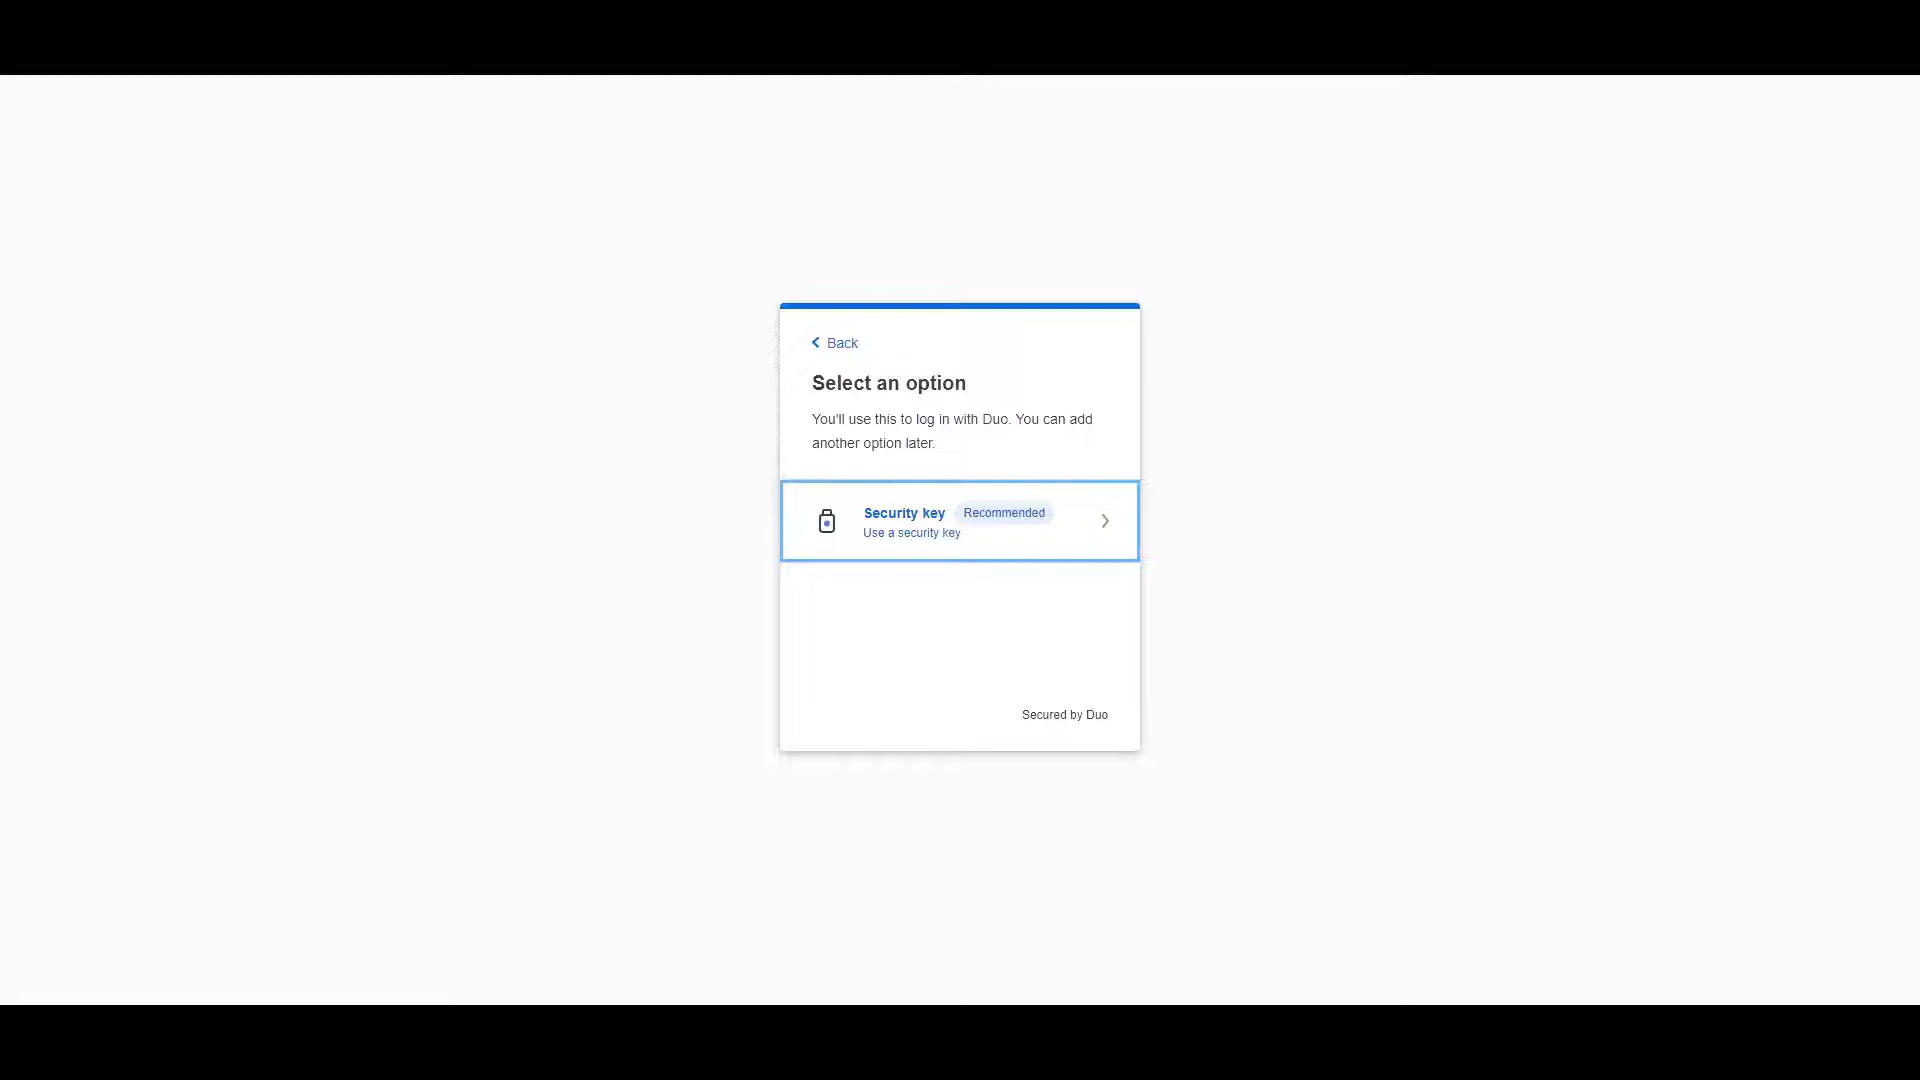 Back
Select an option
You'll use this to log in with Duo. You can add
another option later.
Security key Recommended
Use a security key
Secured by Duo